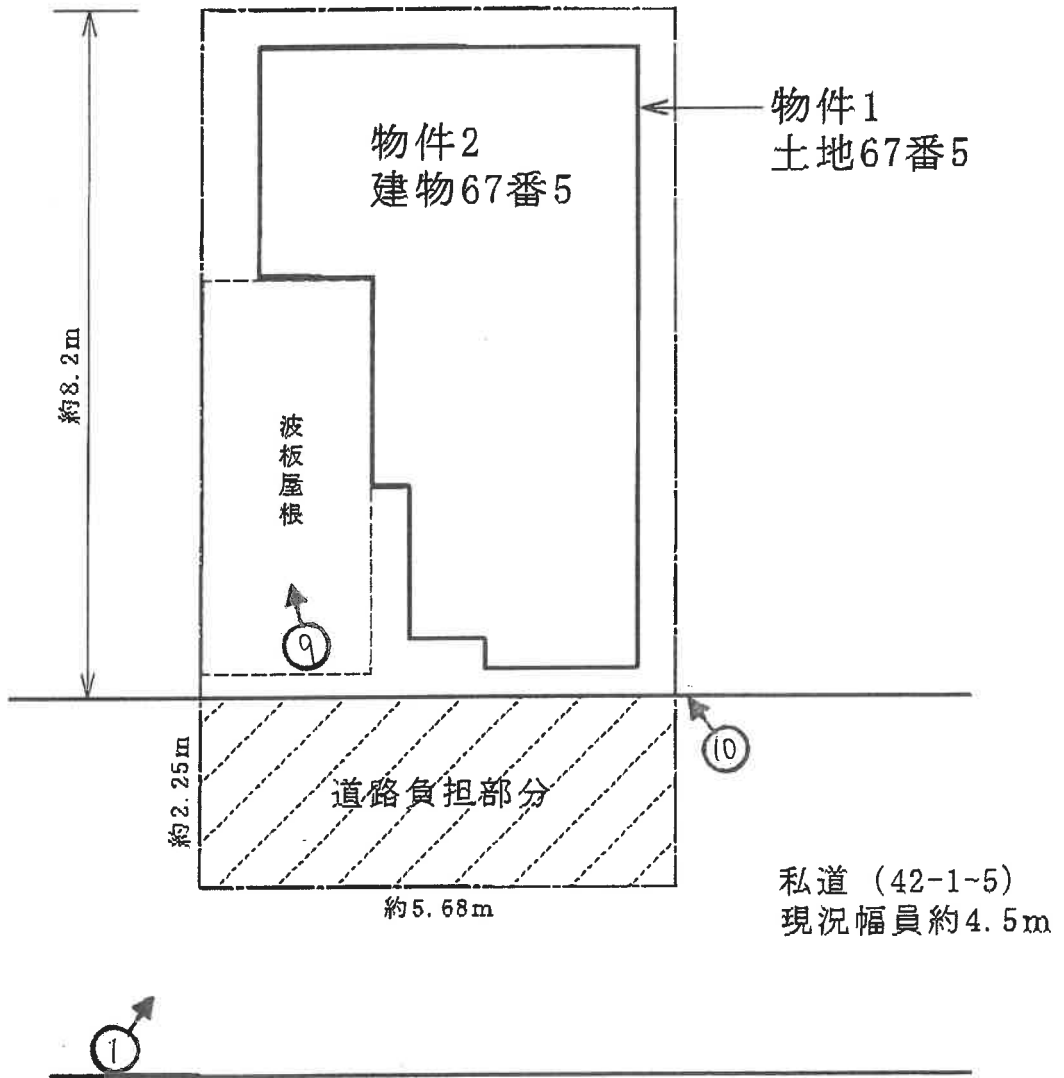 物件1
土地67番5
物件2
建物67番5
約8.2m
波板屋根
9
10
約2.25m
道路負担部分
約5.68m
私道 (42-1~5)
現況幅員約4.5m
1